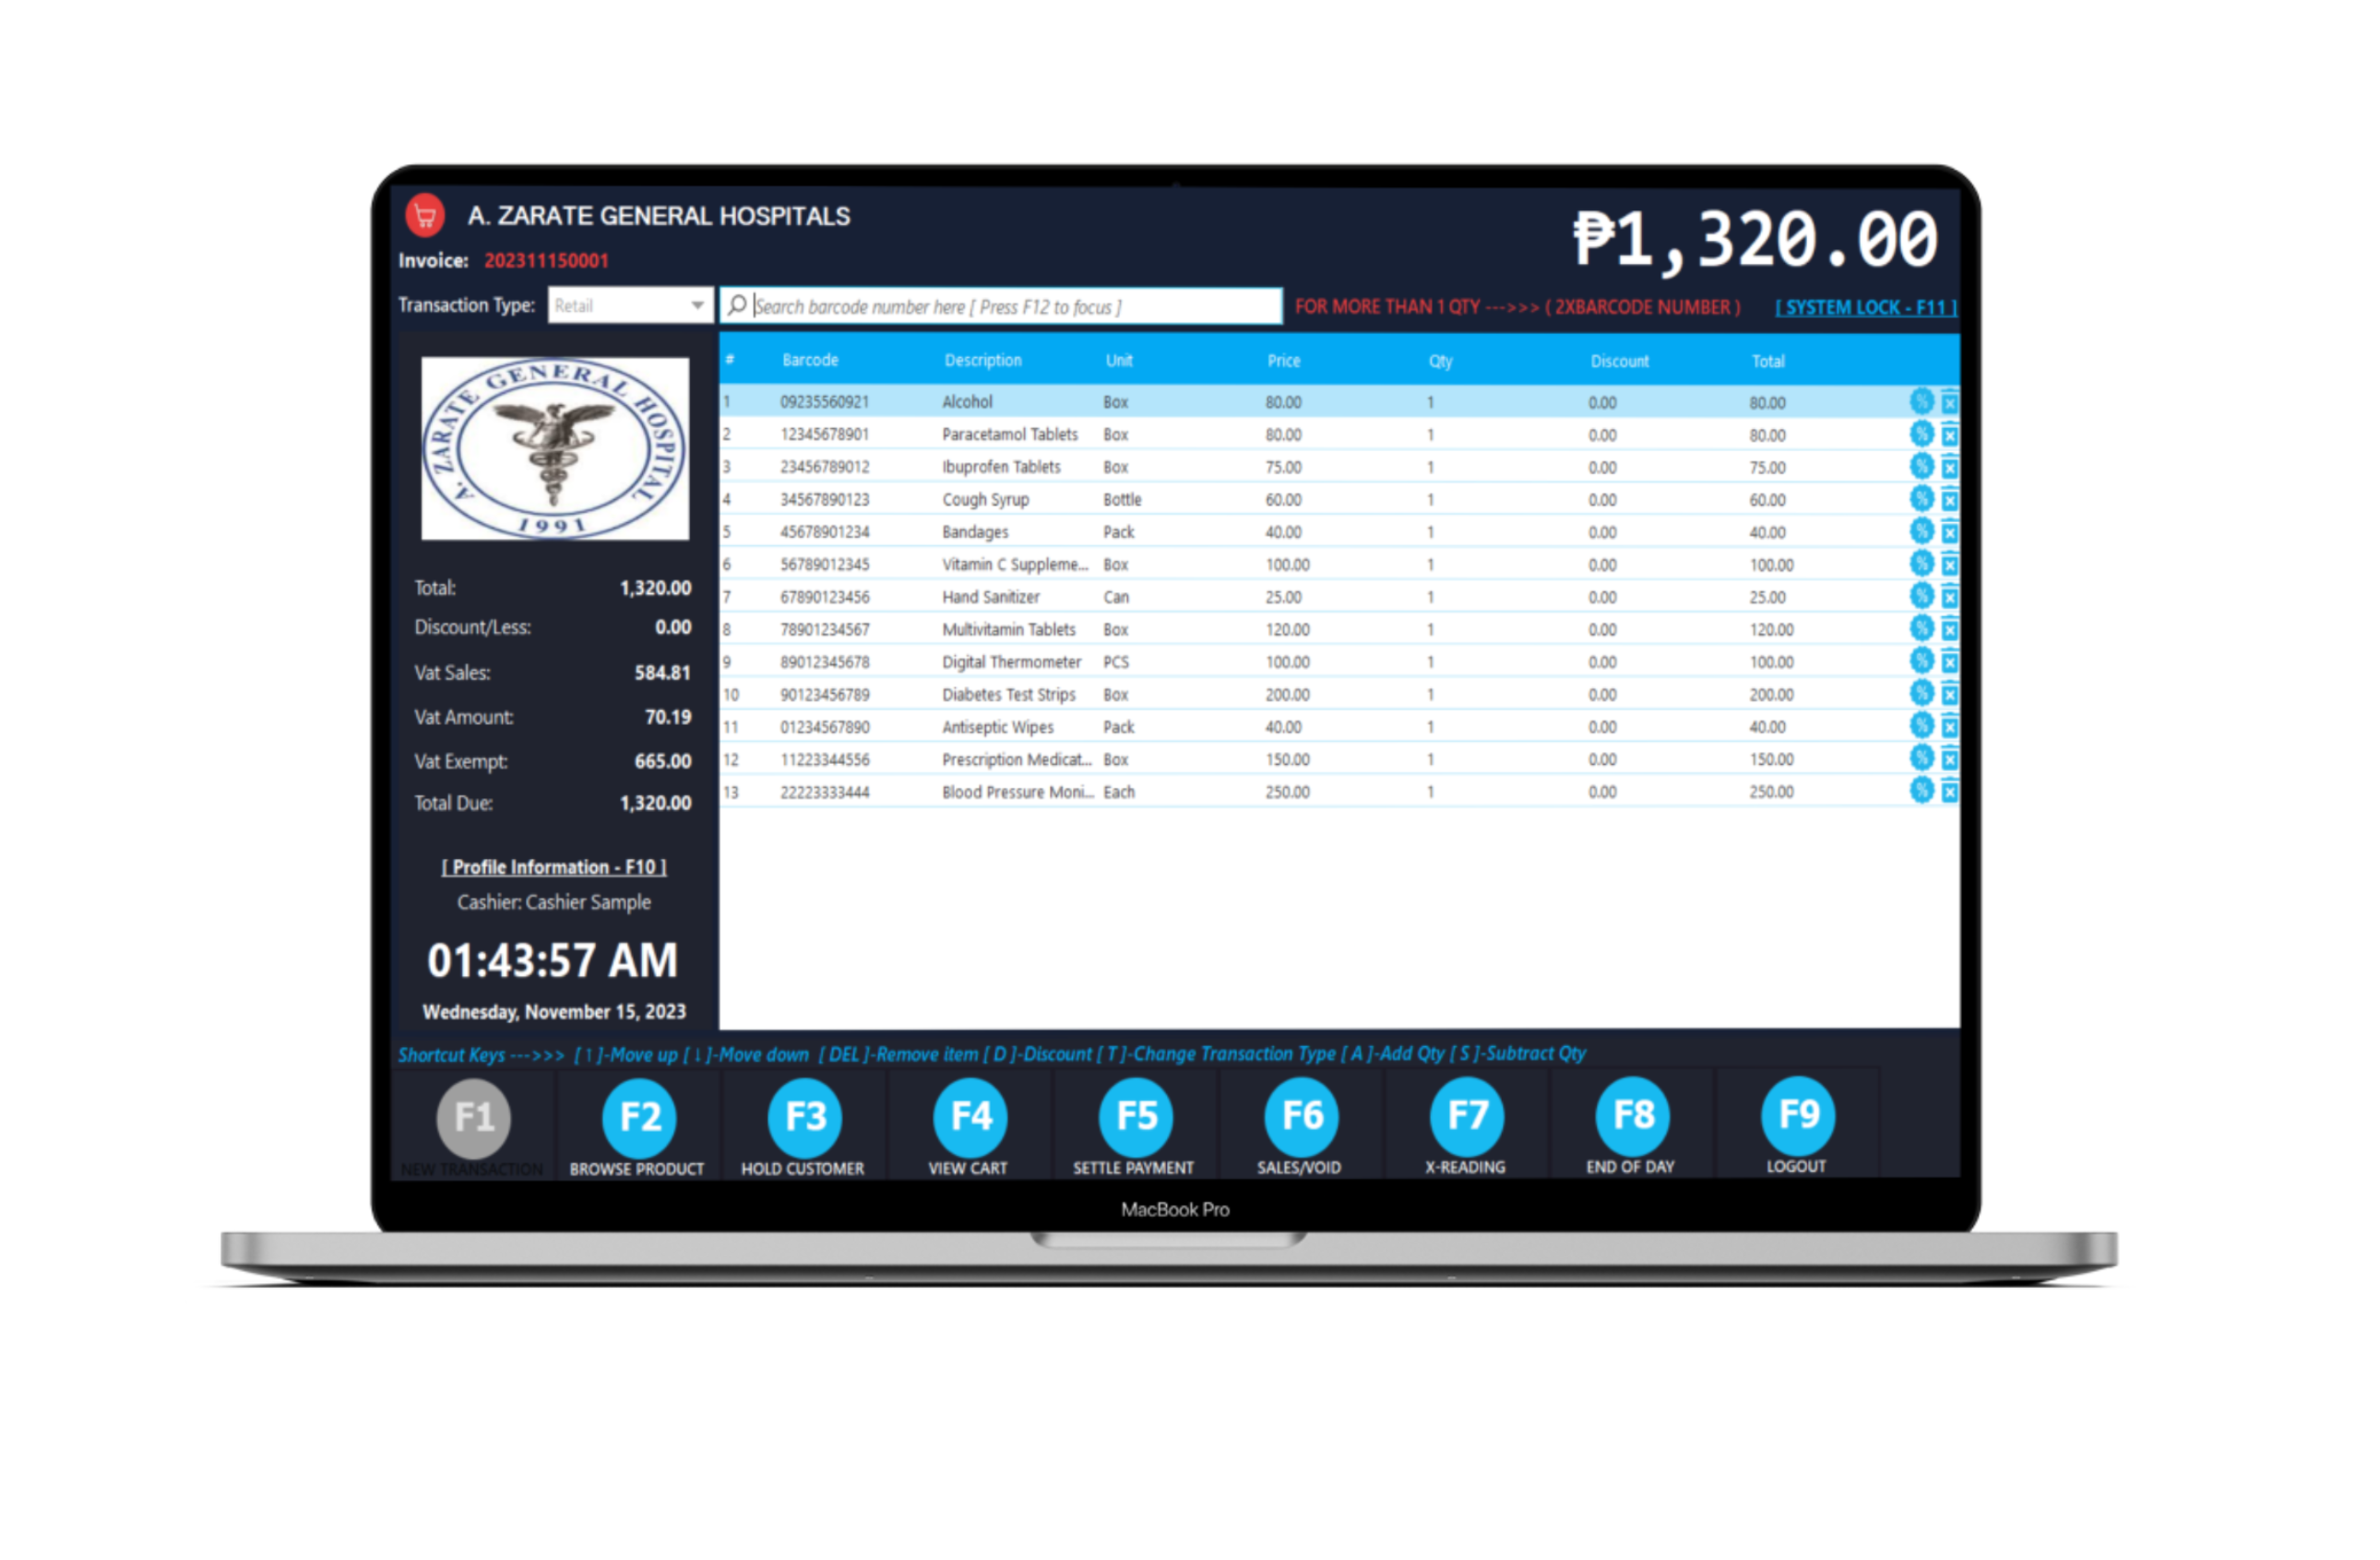 A. ZARATE GENERAL HOSPITALS
₱1,320.00
Invoice: 202311150001
Transaction Type: Retail Search barcode number here [ Press F12 to focus ] FOR MORE THAN 1 QTY --->>> ( 2XBARCODE NUMBER ) [ SYSTEM LOCK - F11 ]
A. ZARATE GENERAL HOSPITAL
1991
Total: 1,320.00
Discount/Less: 0.00
Vat Sales: 584.81
Vat Amount: 70.19
Vat Exempt: 665.00
Total Due: 1,320.00
[ Profile Information - F10 ]
Cashier: Cashier Sample
01:43:57 AM
Wednesday, November 15, 2023
# Barcode Description Unit Price Qty Discount Total
1 09235560921 Alcohol Box 80.00 1 0.00 80.00 %
2 12345678901 Paracetamol Tablets Box 80.00 1 0.00 80.00 %
3 23456789012 Ibuprofen Tablets Box 75.00 1 0.00 75.00 %
4 34567890123 Cough Syrup Bottle 60.00 1 0.00 60.00 %
5 45678901234 Bandages Pack 40.00 1 0.00 40.00 %
6 56789012345 Vitamin C Suppleme... Box 100.00 1 0.00 100.00 %
7 67890123456 Hand Sanitizer Can 25.00 1 0.00 25.00 %
8 78901234567 Multivitamin Tablets Box 120.00 1 0.00 120.00 %
9 89012345678 Digital Thermometer PCS 100.00 1 0.00 100.00 %
10 90123456789 Diabetes Test Strips Box 200.00 1 0.00 200.00 %
11 01234567890 Antiseptic Wipes Pack 40.00 1 0.00 40.00 %
12 11223344556 Prescription Medicat... Box 150.00 1 0.00 150.00 %
13 22223333444 Blood Pressure Moni... Each 250.00 1 0.00 250.00 %
Shortcut Keys --->>> [ ↑ ]-Move up [ ↓ ]-Move down [ DEL ]-Remove item [ D ]-Discount [ T ]-Change Transaction Type [ A ]-Add Qty [ S ]-Subtract Qty
F1 F2 F3 F4 F5 F6 F7 F8 F9
NEW TRANSACTION BROWSE PRODUCT HOLD CUSTOMER VIEW CART SETTLE PAYMENT SALES/VOID X-READING END OF DAY LOGOUT
MacBook Pro